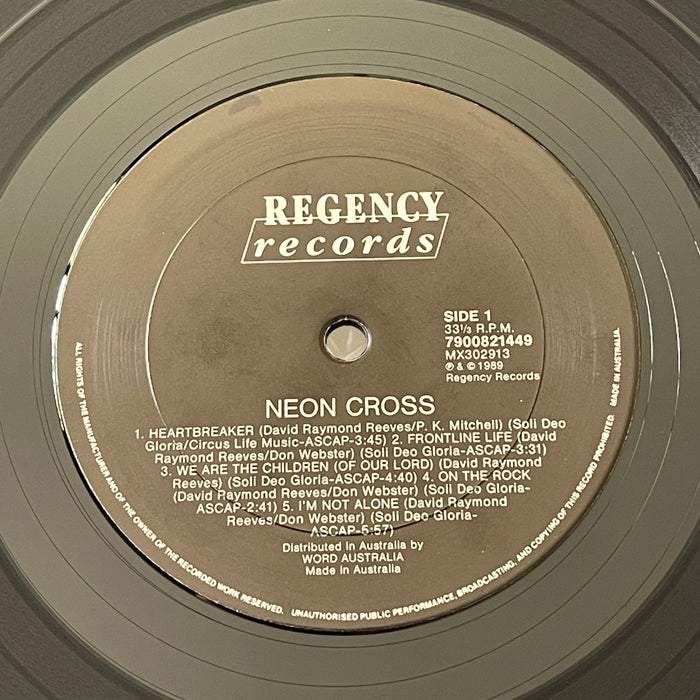 REGENCY
records
SIDE 1
33⅓ R.P.M.
7900821449
MX302913
℗ & © 1989
Regency Records
NEON CROSS
1. HEARTBREAKER (David Raymond Reeves/P. K. Mitchell) (Soli Deo
Gloria/Circus Life Music-ASCAP-3:45) 2. FRONTLINE LIFE (David
Raymond Reeves/Don Webster) (Soli Deo Gloria-ASCAP-3:31)
3. WE ARE THE CHILDREN (OF OUR LORD) (David Raymond
Reeves) (Soli Deo Gloria-ASCAP-4:40) 4. ON THE ROCK
(David Raymond Reeves/Don Webster) (Soli Deo Gloria-
ASCAP-2:41) 5. I'M NOT ALONE (David Raymond
Reeves/Don Webster) (Soli Deo Gloria-
ASCAP-5:57)
Distributed in Australia by
WORD AUSTRALIA
Made in Australia
ALL RIGHTS OF THE MANUFACTURER AND OF THE OWNER OF THE RECORDED WORK RESERVED. UNAUTHORISED PUBLIC PERFORMANCE, BROADCASTING, AND COPYING OF THIS RECORD PROHIBITED. MADE IN AUSTRALIA.